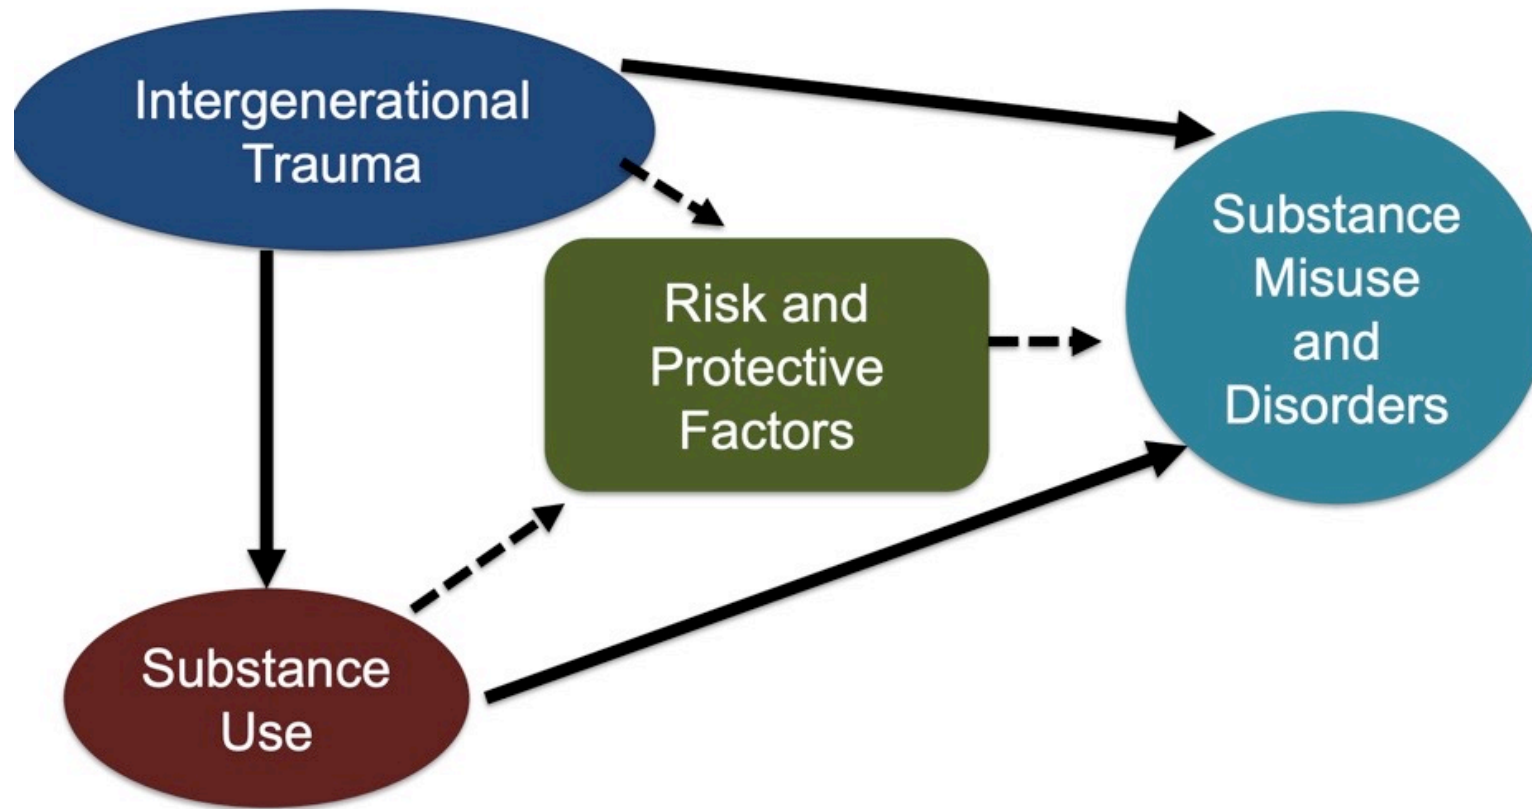 Intergenerational
Trauma
Risk and
Protective
Factors
Substance
Misuse
and
Disorders
Substance
Use